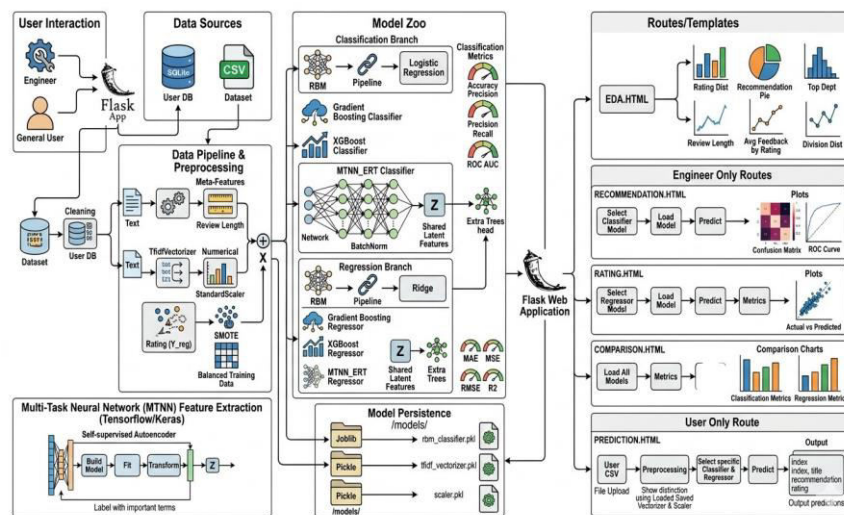 User Interaction
Engineer
General User
Flask
App
Data Sources
SQLite
User DB
CSV
Dataset
Data Pipeline &
Preprocessing
Dataset
Cleaning
User DB
Text
Meta-Features
Review Length
Text
TfidfVectorizer
Numerical
StandardScaler
X
Rating (Y_reg)
SMOTE
Balanced Training
Data
Multi-Task Neural Network (MTNN) Feature Extraction
(Tensorflow/Keras)
Self-supervised Autoencoder
Build
Model
Fit
Transform
Z
Label with important terms
Model Zoo
Classification Branch
RBM
Pipeline
Logistic
Regression
Classification
Metrics
Accuracy
Precision
Precision
Recall
ROC AUC
Gradient
Boosting Classifier
XGBoost
Classifier
MTNN_ERT Classifier
Network
BatchNorm
Z
Shared
Latent
Features
Extra Trees
head
Regression Branch
RBM
Pipeline
Ridge
Gradient Boosting
Regressor
XGBoost
Regressor
MTNN_ERT
Regressor
Z
Shared
Latent
Features
Extra
Trees
MAE
MSE
RMSE
R2
Model Persistence
/models/
Joblib
rbm_classifier.pkl
Pickle
tfidf_vectorizer.pkl
Pickle
scaler.pkl
/models/
Flask Web
Application
Routes/Templates
EDA.HTML
Rating Dist
Recommendation
Pie
Top Dept
Review Length
Avg Feedback
by Rating
Division Dist
Engineer Only Routes
RECOMMENDATION.HTML
Select
Classifier
Model
Load
Model
Predict
Plots
Confusion Matrix
ROC Curve
RATING.HTML
Select
Regressor
Model
Load
Model
Predict
Metrics
Plots
Actual vs Predicted
COMPARISON.HTML
Load All
Models
Metrics
Comparison Charts
Classification Metrics
Regression Metric
User Only Route
PREDICTION.HTML
User
CSV
File Upload
Preprocessing
Show distinction
using Loaded Saved
Vectorizer & Scaler
Select specific
Classifier &
Regressor
Predict
Output
index
index, title
recommendation
rating
Output predictions